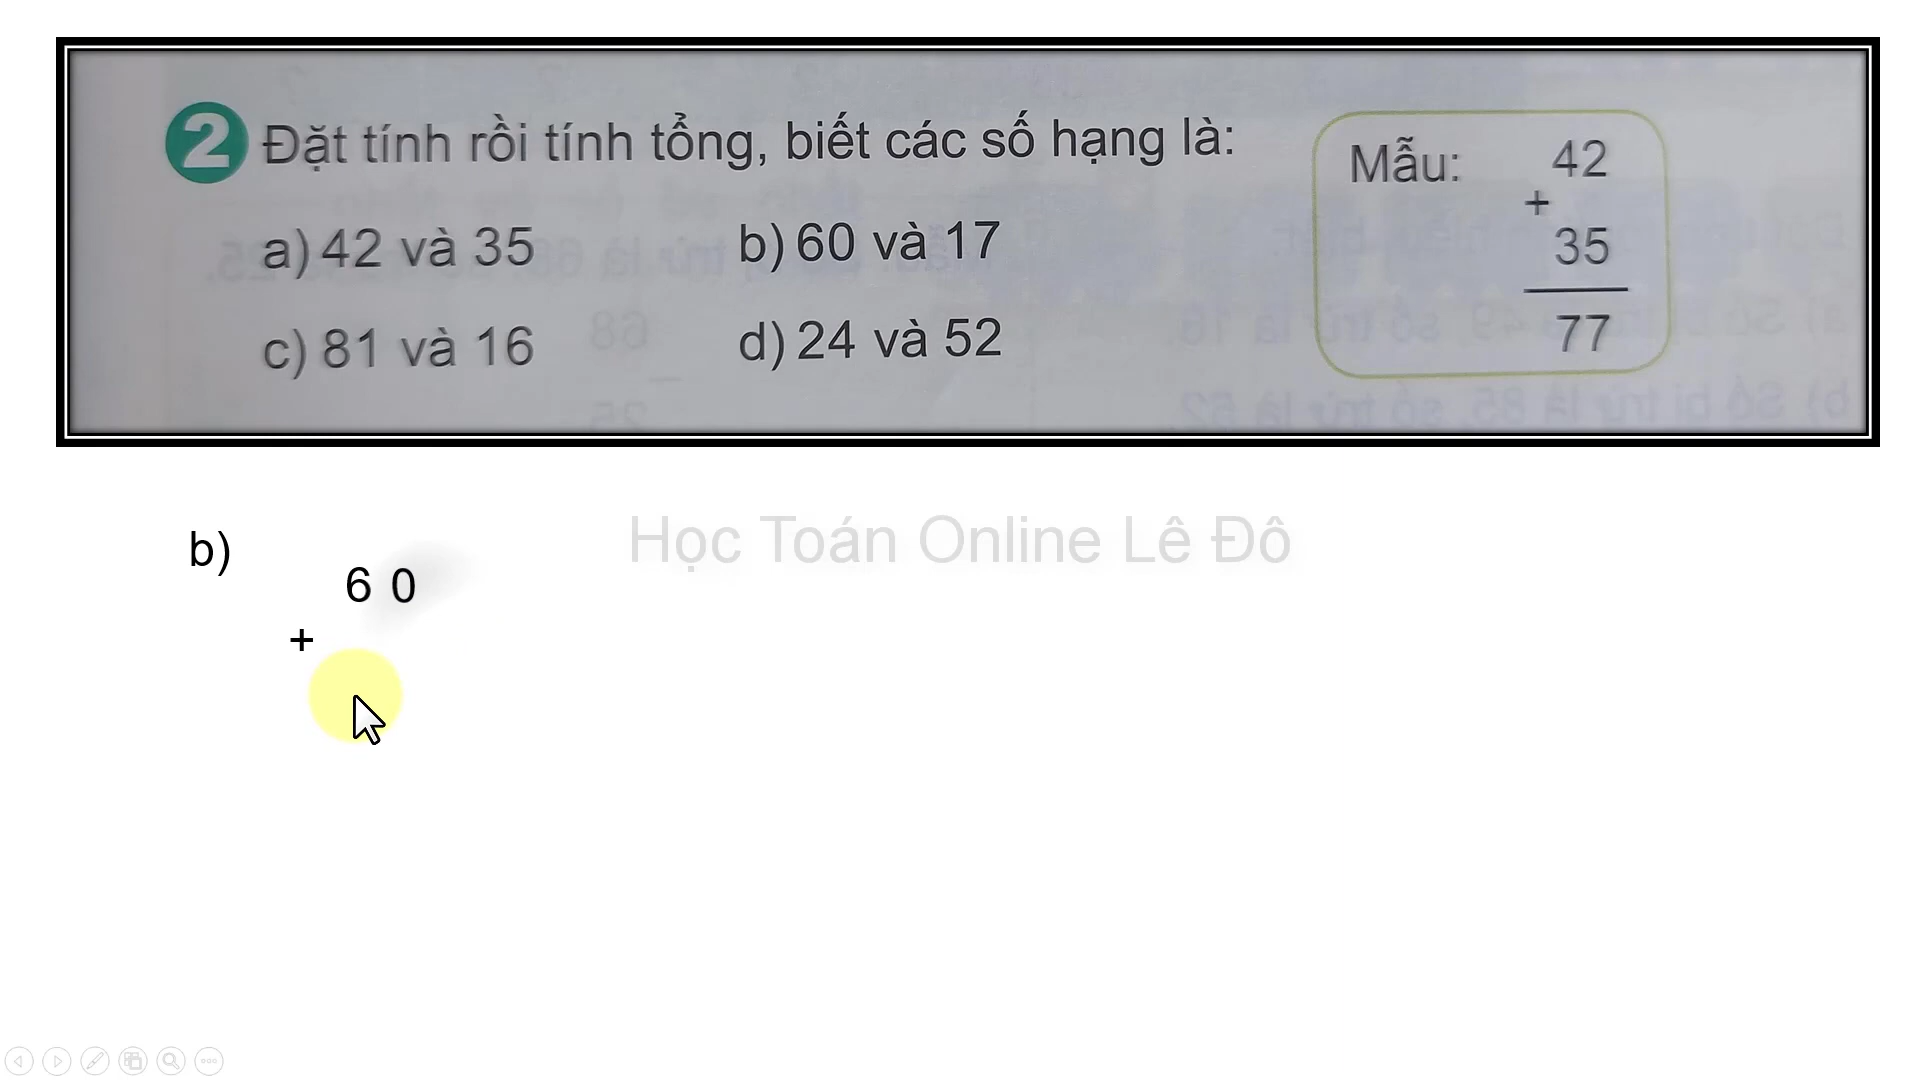 2 Đặt tính rồi tính tổng, biết các số hạng là:
a) 42 và 35
b) 60 và 17
c) 81 và 16
d) 24 và 52
Mẫu: 42
+
35
77
Học Toán Online Lê Đô
b)
6 0
+